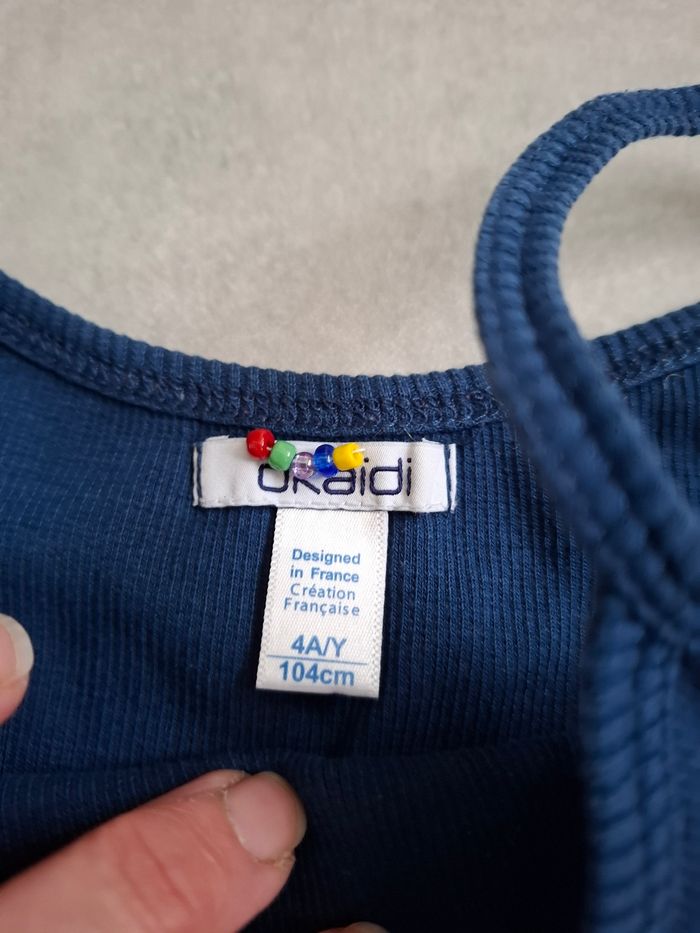 okaidi
Designed
in France
Création
Française
4A/Y
104cm